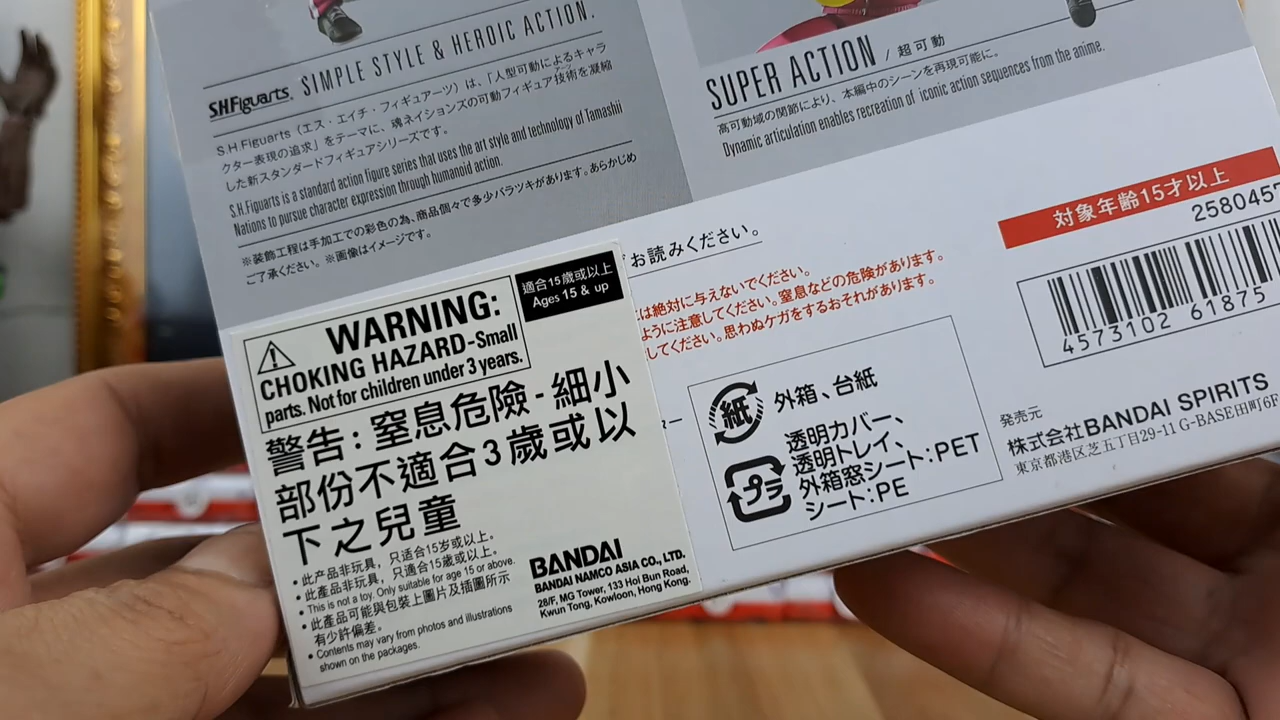 S.H.Figuarts SIMPLE STYLE & HEROIC ACTION.
S.H.Figuarts（エス・エイチ・フィギュアーツ）は、「人型可動によるキャラ
クター表現の追求」をテーマに、魂ネイションズの可動フィギュア技術を凝縮
した新スタンダードフィギュアシリーズです。
S.H.Figuarts is a standard action figure series that uses the art style and technology of Tamashii
Nations to pursue character expression through humanoid action.
※装飾工程は手加工での彩色の為、商品個々で多少バラツキがあります。あらかじめ
ご了承ください。※画像はイメージです。
SUPER ACTION / 超可動
高可動域の関節により、本編中のシーンを再現可能に。
Dynamic articulation enables recreation of iconic action sequences from the anime.
お読みください。
は絶対に与えないでください。
ように注意してください。窒息などの危険があります。
してください。思わぬケガをするおそれがあります。
対象年齢15才以上
2580457
4573102 61875
WARNING:
CHOKING HAZARD-Small
parts. Not for children under 3 years.
適合15歲或以上
Ages 15 & up
警告：窒息危險 - 細小
部份不適合3歲或以
下之兒童
• 此产品非玩具，只适合15岁或以上。
• 此產品非玩具，只適合15歲或以上。
• This is not a toy. Only suitable for age 15 or above.
• 此產品可能與包裝上圖片及插圖所示
有少許偏差。
• Contents may vary from photos and illustrations
shown on the packages.
BANDAI
BANDAI NAMCO ASIA CO., LTD.
28/F, MG Tower, 133 Hoi Bun Road,
Kwun Tong, Kowloon, Hong Kong.
紙 外箱、台紙
プラ 透明カバー、
透明トレイ、
外箱窓シート：PET
シート：PE
発売元
株式会社BANDAI SPIRITS
東京都港区芝五丁目29-11 G-BASE田町6F